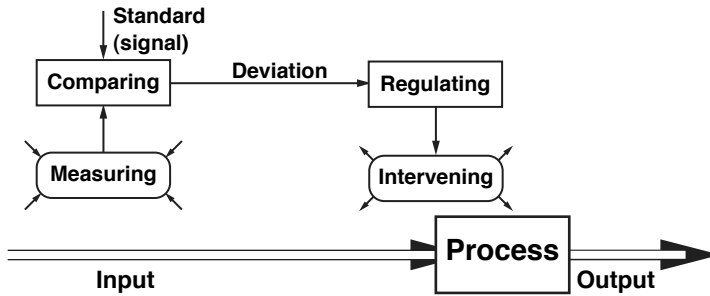 Standard
(signal)
Comparing
Deviation
Regulating
Measuring
Intervening
Process
Input
Output